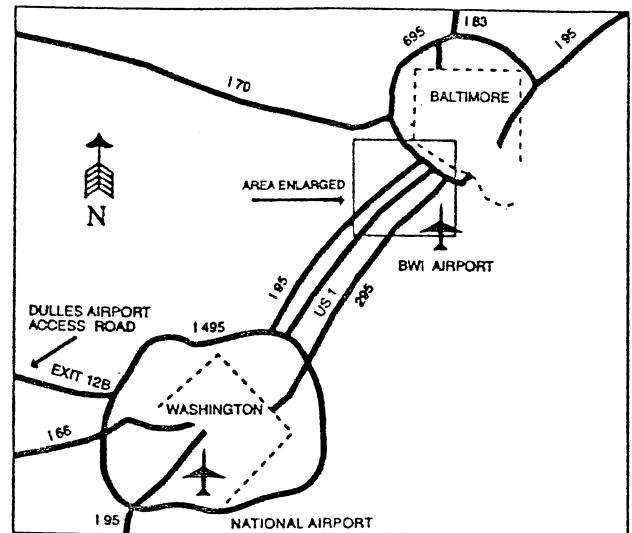 I 83
695
I 95
I 70
BALTIMORE
AREA ENLARGED
N
BWI AIRPORT
I 95
US 1
295
DULLES AIRPORT
ACCESS ROAD
I 495
EXIT 12B
WASHINGTON
I 66
I 95
NATIONAL AIRPORT